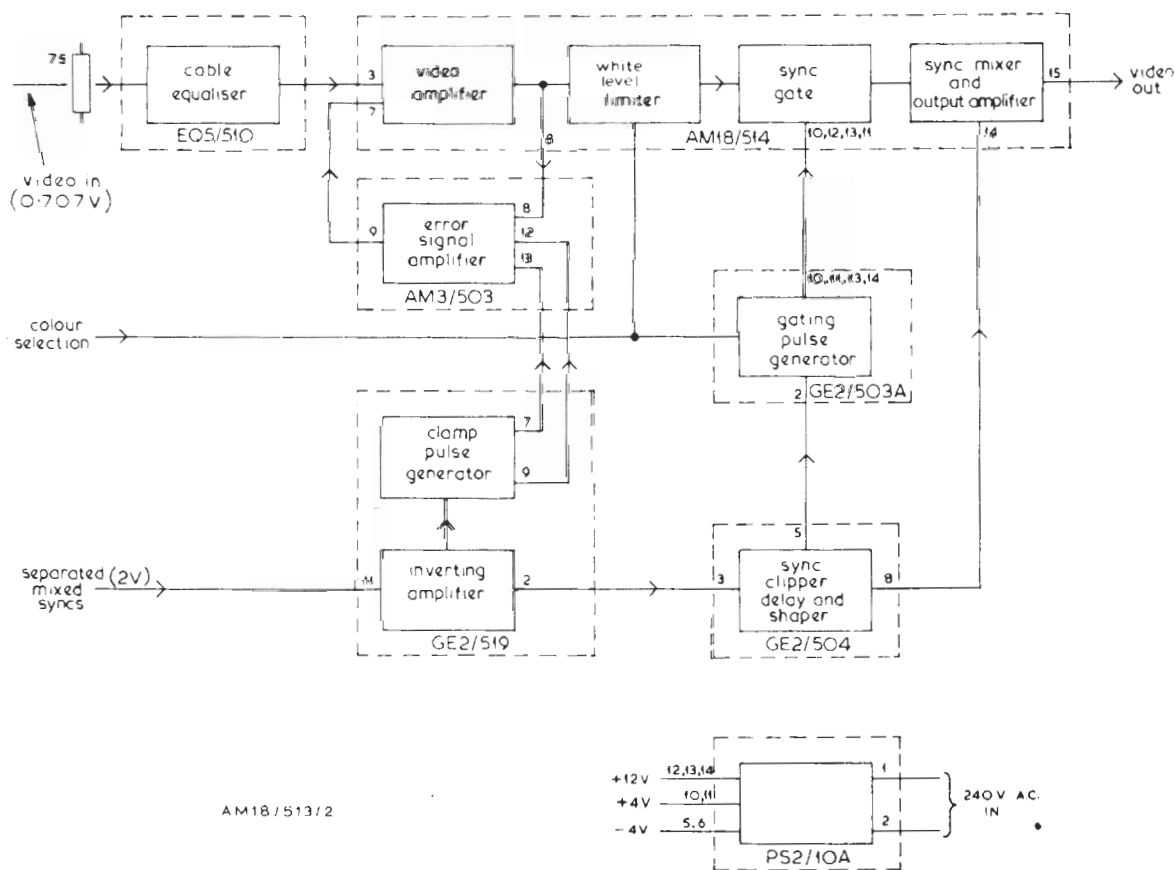 75
cable
equaliser
EQ5/510
3
7
video
amplifier
white
level
limiter
sync
gate
sync mixer
and
output amplifier
15
video
out
10,12,13,11
14
AM18/514
video in
(0.707V)
8
9
error
signal
amplifier
8
12
13
AM3/503
colour
selection
10,11,13,14
gating
pulse
generator
2
GE2/503A
clamp
pulse
generator
7
9
separated
mixed
syncs
(2V)
inverting
amplifier
2
GE2/519
5
3
sync
clipper
delay and
shaper
8
GE2/504
+12V
12,13,14
+4V
10,11
-4V
5.6
1
2
240V A.C.
IN
PS2/10A
AM18/513/2